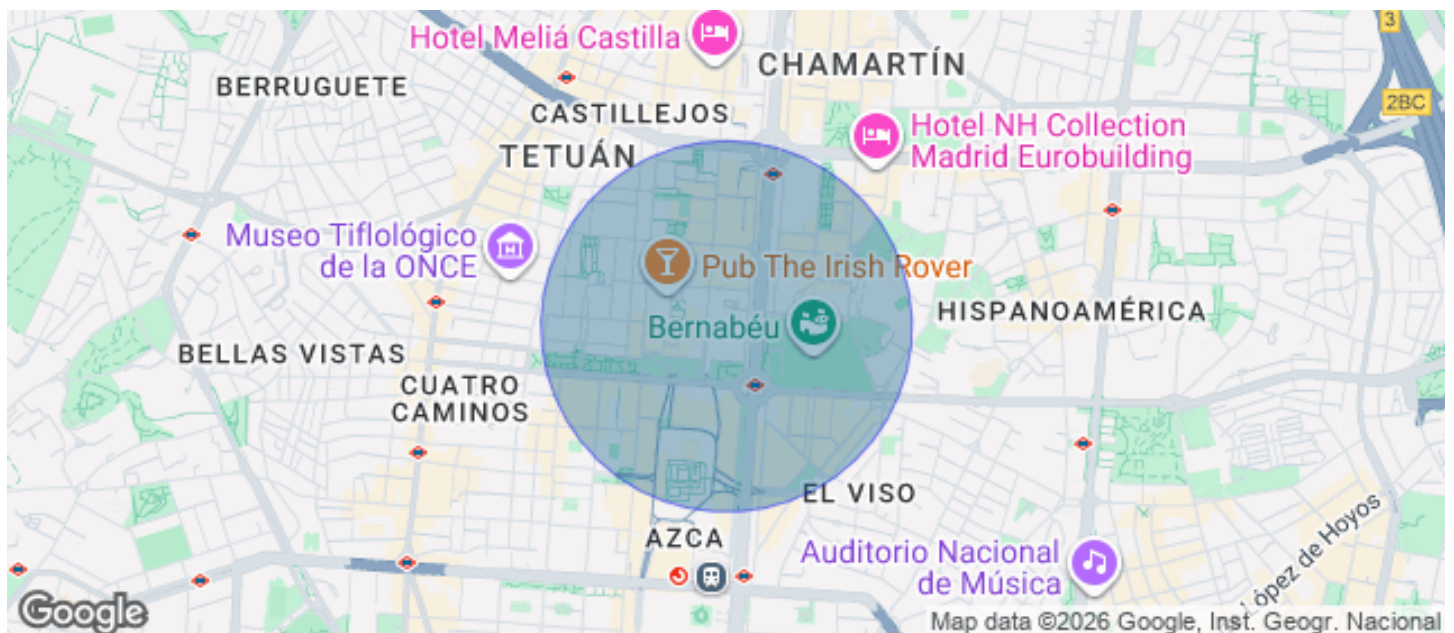 Hotel Meliá Castilla
CHAMARTÍN
3
BERRUGUETE
2BC
CASTILLEJOS
Hotel NH Collection
Madrid Eurobuilding
TETUÁN
Museo Tiflológico
de la ONCE
Pub The Irish Rover
HISPANOAMÉRICA
Bernabéu
BELLAS VISTAS
CUATRO
CAMINOS
EL VISO
AZCA
Auditorio Nacional
de Música
López de Hoyos
Google
Map data ©2026 Google, Inst. Geogr. Nacional